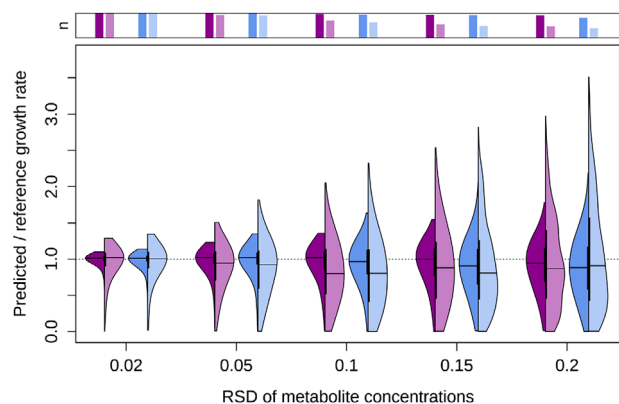 n
Predicted / reference growth rate
3.0
2.0
1.0
0.0
0.02 0.05 0.1 0.15 0.2
RSD of metabolite concentrations